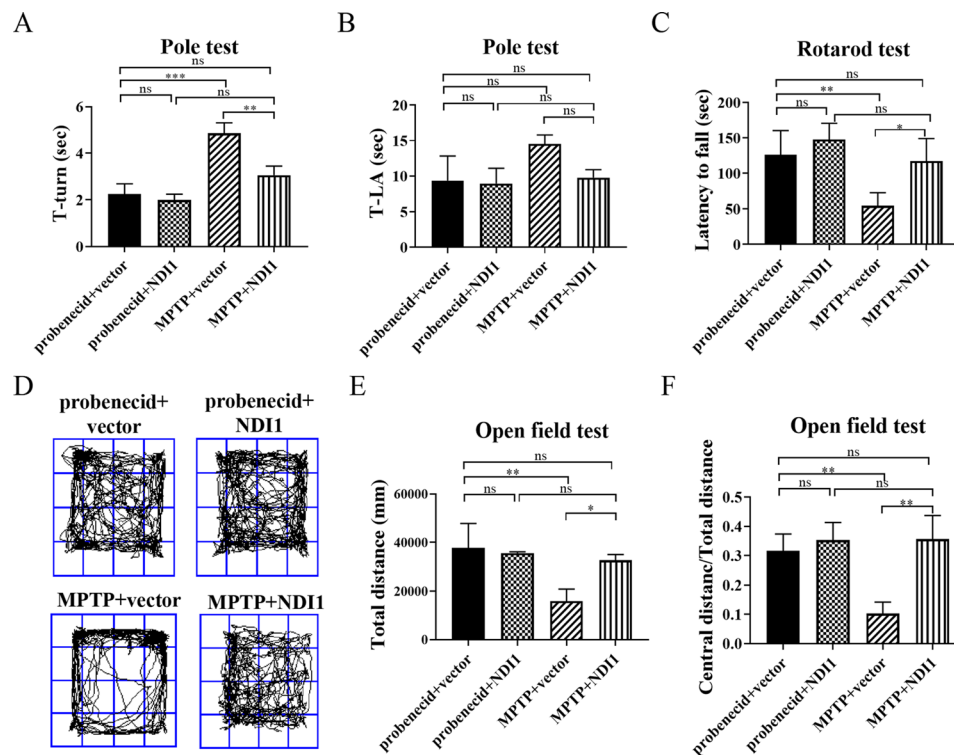 A
Pole test
ns
***
ns
ns
**
T-turn (sec)
6
4
2
0
probenecid+vector
probenecid+NDI1
MPTP+vector
MPTP+NDI1
B
Pole test
ns
ns
ns
ns
ns
T-LA (sec)
20
15
10
5
0
probenecid+vector
probenecid+NDI1
MPTP+vector
MPTP+NDI1
C
Rotarod test
ns
**
ns
ns
*
Latency to fall (sec)
200
150
100
50
0
probenecid+vector
probenecid+NDI1
MPTP+vector
MPTP+NDI1
D
probenecid+
vector
probenecid+
NDI1
MPTP+vector
MPTP+NDI1
E
Open field test
ns
**
ns
ns
*
Total distance (mm)
60000
40000
20000
0
probenecid+vector
probenecid+NDI1
MPTP+vector
MPTP+NDI1
F
Open field test
ns
**
ns
ns
**
Central distanc/Total distance
0.5
0.4
0.3
0.2
0.1
0.0
probenecid+vector
probenecid+NDI1
MPTP+vector
MPTP+NDI1